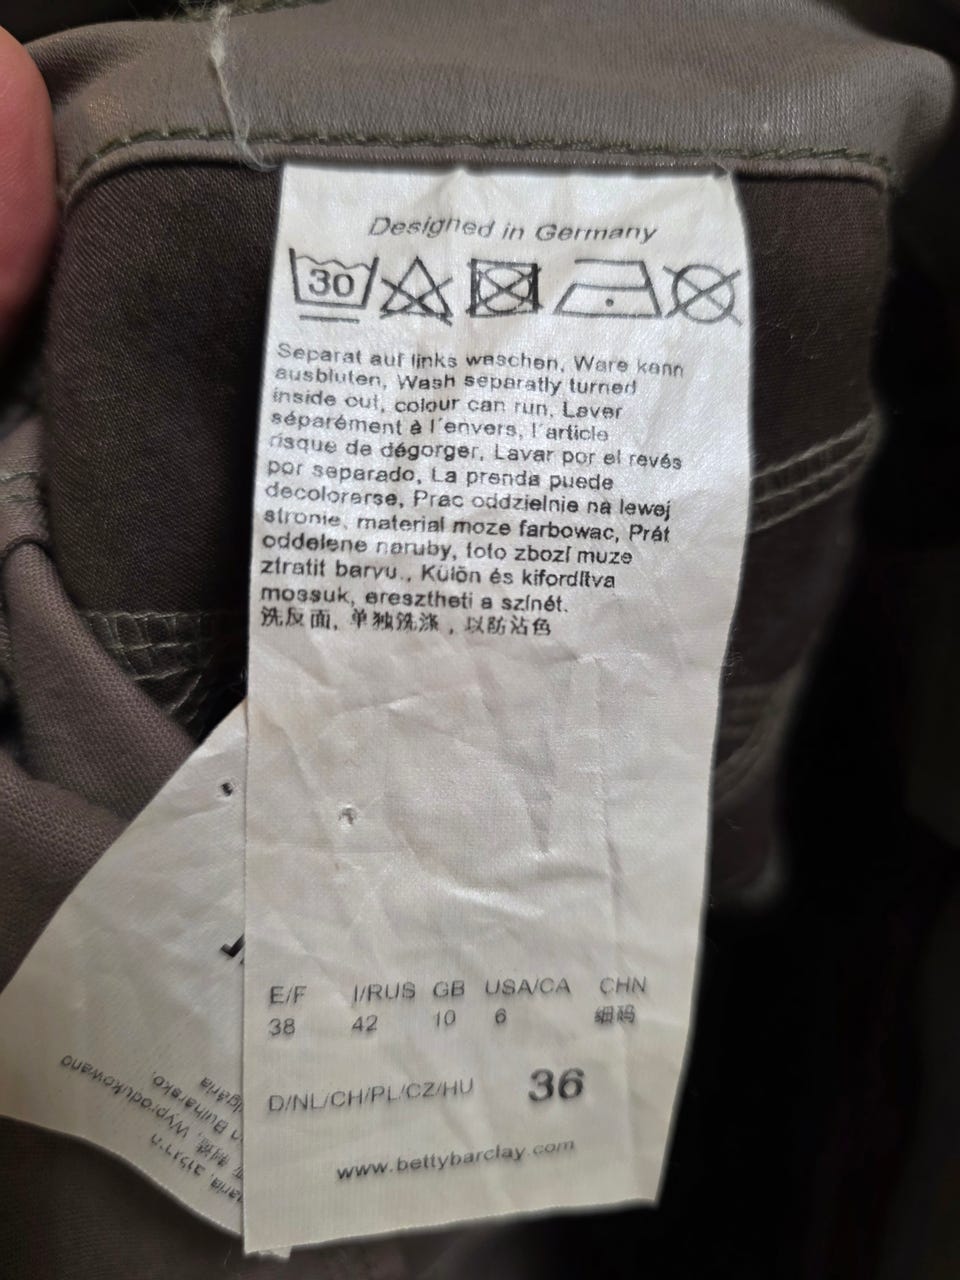 Designed in Germany
30
Separat auf links waschen, Ware kann
ausbluten, Wash separatly turned
inside out, colour can run, Laver
séparément à l'envers, l'article
risque de dégorger, Lavar por el revés
por separado, La prenda puede
decolorarse, Prac oddzielnie na lewej
stronie, material moze farbowac, Prát
oddelene naruby, toto zbozí muze
ztratit barvu., Külön és kifordítva
mossuk, eresztheti a színét.
洗反面, 单独洗涤, 以防沾色
E/F I/RUS GB USA/CA CHN
38 42 10 6 细码
D/NL/CH/PL/CZ/HU 36
www.bettybarclay.com
Wyprodukowano
Bulharsko,